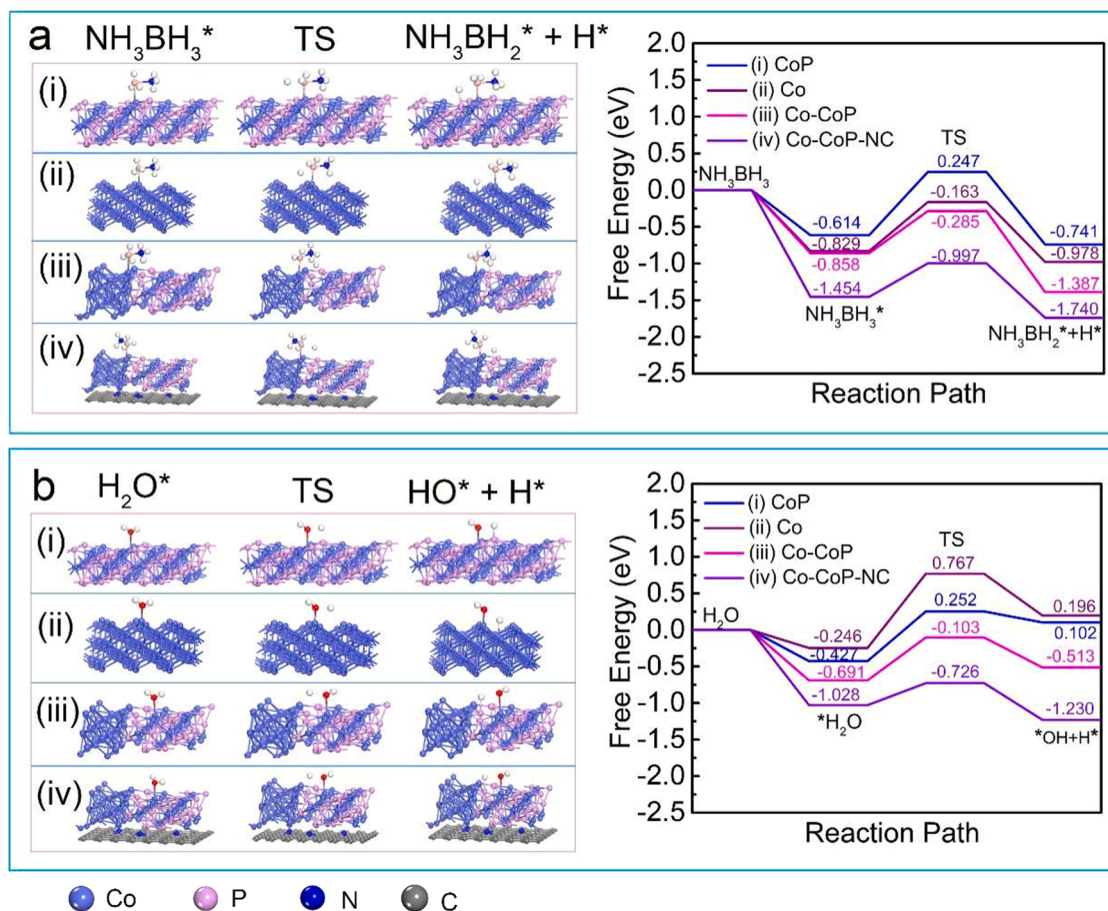 a
NH₃BH₃* TS NH₃BH₂* + H*
(i)
(ii)
(iii)
(iv)
Free Energy (eV)
2.0
1.5
1.0
0.5
0.0
-0.5
-1.0
-1.5
-2.0
-2.5
(i) CoP
(ii) Co
(iii) Co-CoP
(iv) Co-CoP-NC
TS
NH₃BH₃
0.247
-0.163
-0.285
-0.614
-0.829
-0.858
-0.997
-1.454
-0.741
-0.978
-1.387
-1.740
NH₃BH₃*
NH₃BH₂*+H*
Reaction Path
b
H₂O* TS HO* + H*
(i)
(ii)
(iii)
(iv)
Free Energy (eV)
2.0
1.5
1.0
0.5
0.0
-0.5
-1.0
-1.5
-2.0
-2.5
(i) CoP
(ii) Co
(iii) Co-CoP
(iv) Co-CoP-NC
TS
H₂O
0.767
0.252
-0.103
-0.246
-0.427
-0.691
-0.726
-1.028
0.196
0.102
-0.513
-1.230
*H₂O
*OH+H*
Reaction Path
Co P N C